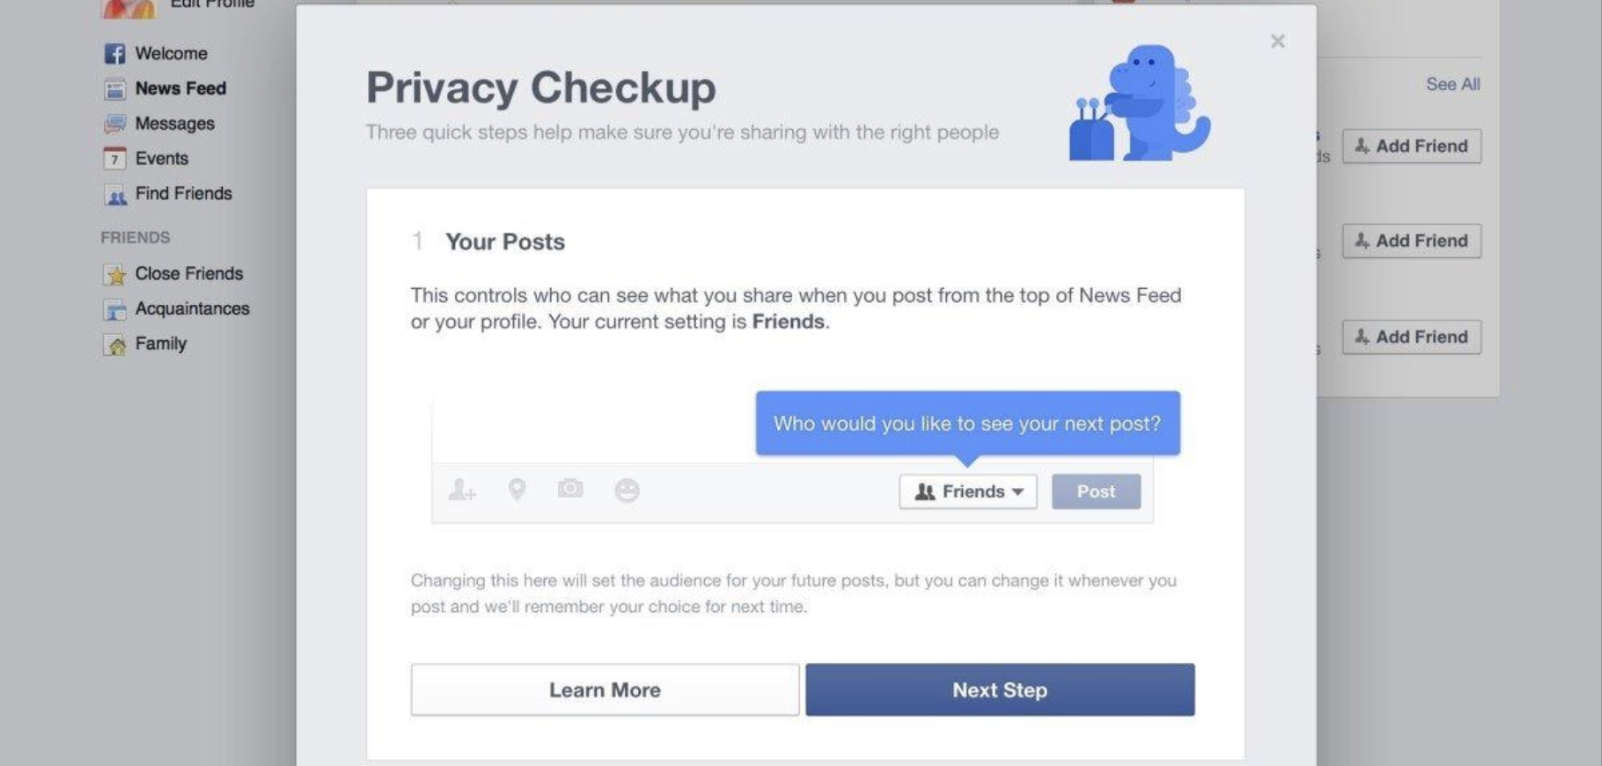 Edit Profile
Welcome
News Feed
Messages
7
Events
Find Friends
FRIENDS
Close Friends
Acquaintances
Family
Privacy Checkup
Three quick steps help make sure you're sharing with the right people
×
1 Your Posts
This controls who can see what you share when you post from the top of News Feed
or your profile. Your current setting is Friends.
Who would you like to see your next post?
Friends
Post
Changing this here will set the audience for your future posts, but you can change it whenever you
post and we'll remember your choice for next time.
Learn More
Next Step
See All
Add Friend
Add Friend
Add Friend